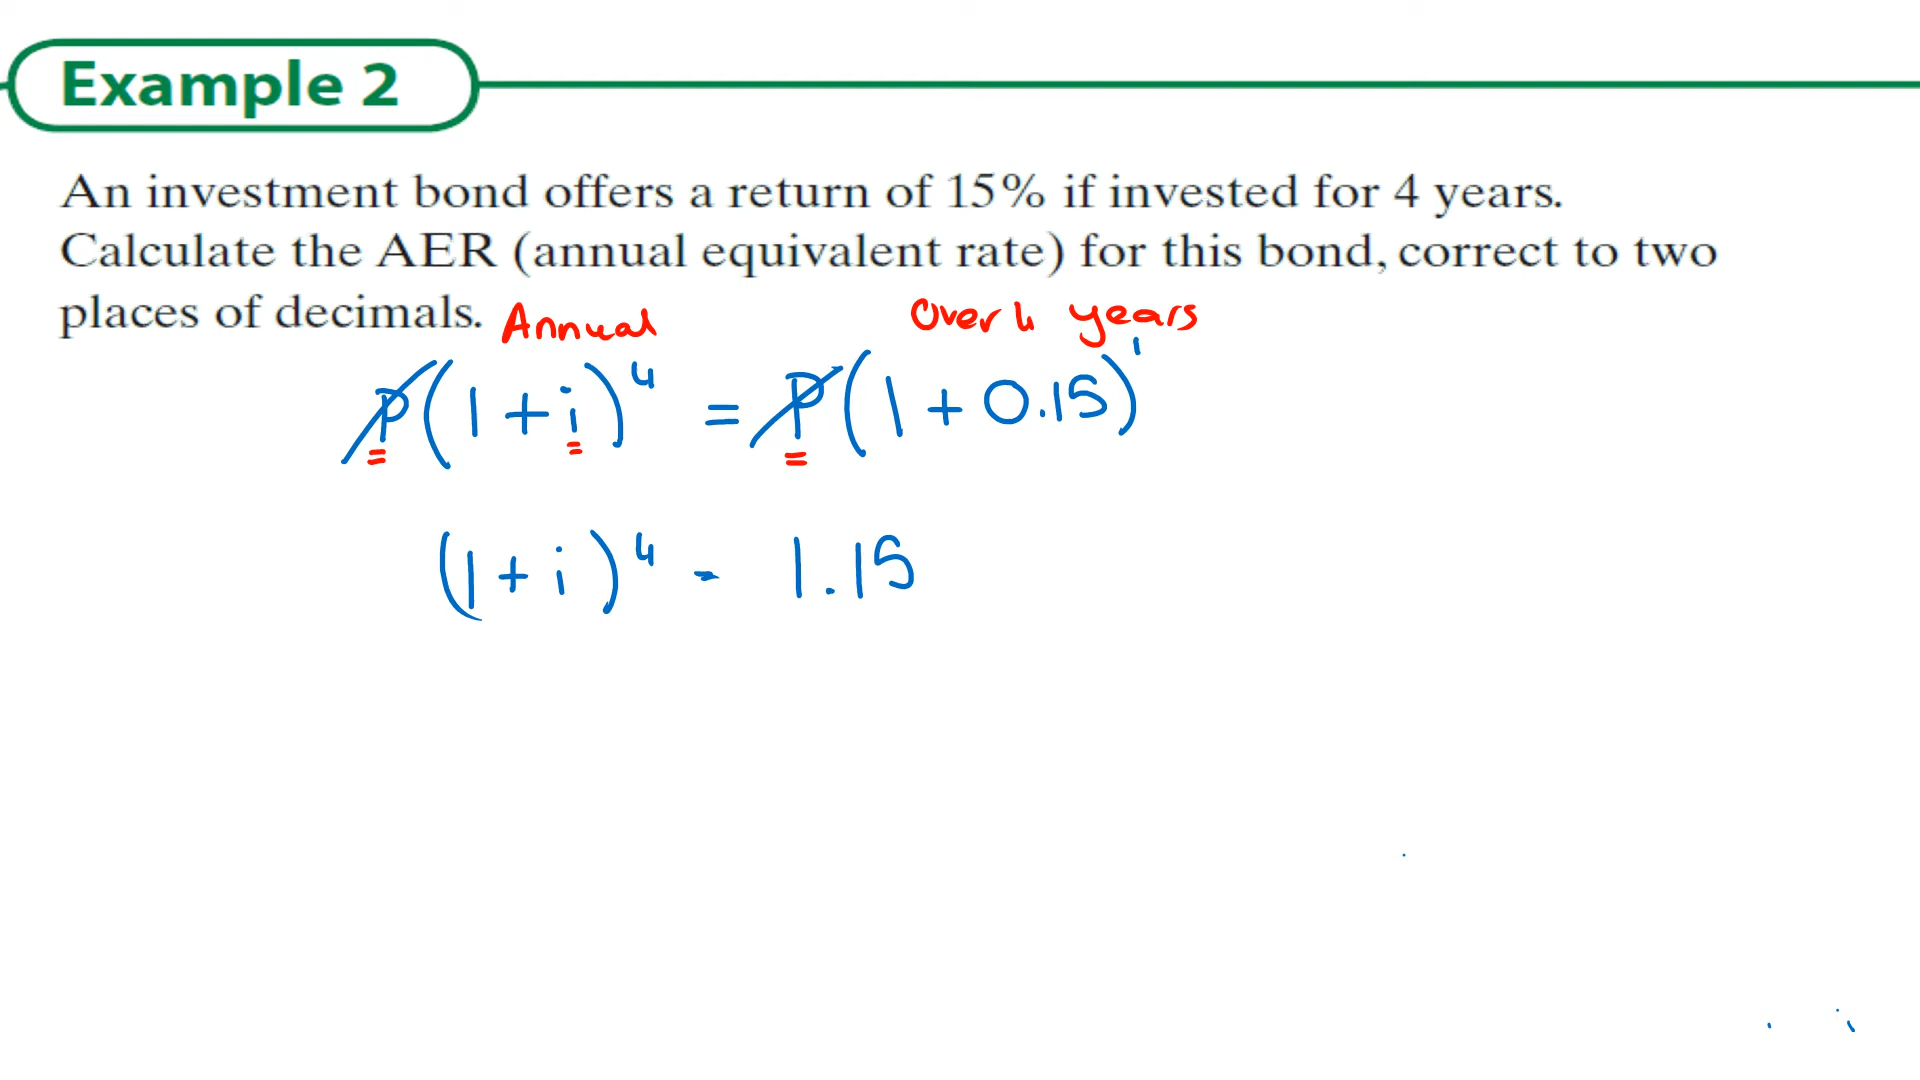 Example 2
An investment bond offers a return of 15% if invested for 4 years.
Calculate the AER (annual equivalent rate) for this bond, correct to two
places of decimals.
Annual Over 4 years
P(1+i)⁴ = P(1+0.15)¹
(1+i)⁴ = 1.15